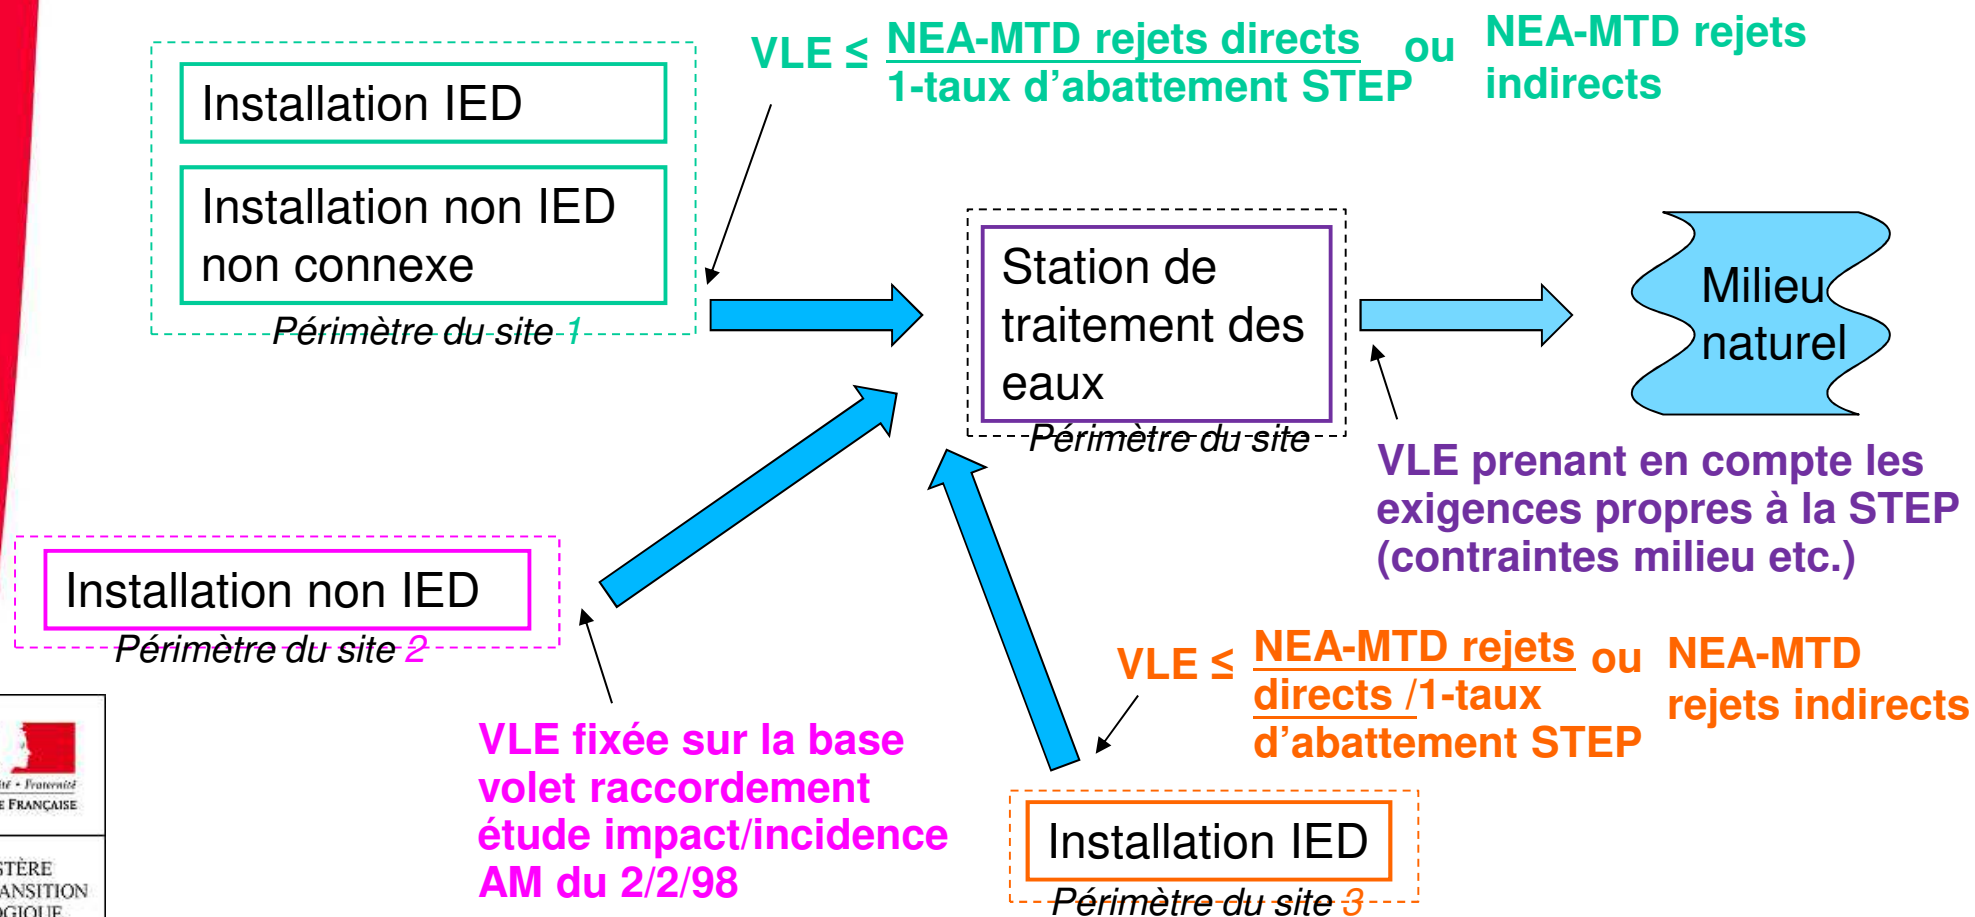 VLE ≤ NEA-MTD rejets directs ou NEA-MTD rejets
1-taux d'abattement STEP indirects
Installation IED
Installation non IED
non connexe
Périmètre du site 1
Station de
traitement des
eaux
Périmètre du site
Milieu
naturel
VLE prenant en compte les
exigences propres à la STEP
(contraintes milieu etc.)
Installation non IED
Périmètre du site 2
VLE fixée sur la base
volet raccordement
étude impact/incidence
AM du 2/2/98
VLE ≤ NEA-MTD rejets ou NEA-MTD
directs /1-taux rejets indirects
d'abattement STEP
Installation IED
Périmètre du site 3
Fraternité
FRANÇAISE